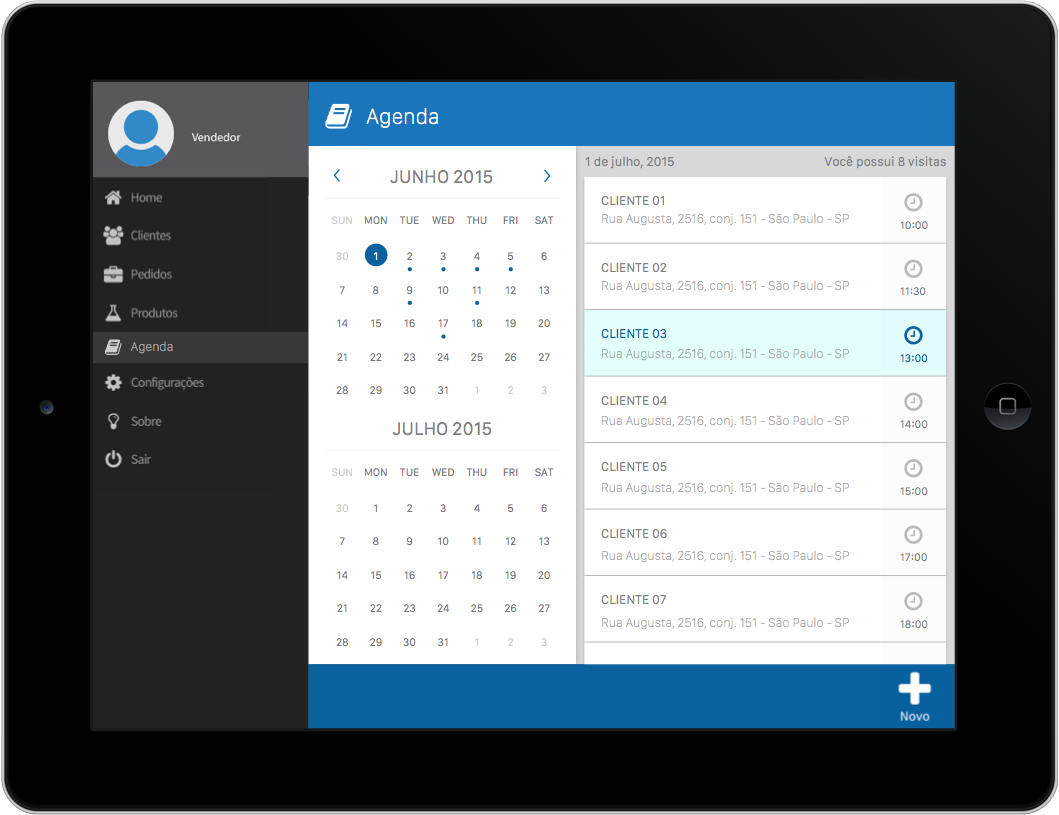 Vendedor
Home
Clientes
Pedidos
Produtos
Agenda
Configurações
Sobre
Sair
Agenda
JUNHO 2015
SUN MON TUE WED THU FRI SAT
30 1 2 3 4 5 6
7 8 9 10 11 12 13
14 15 16 17 18 19 20
21 22 23 24 25 26 27
28 29 30 31 1 2 3
JULHO 2015
SUN MON TUE WED THU FRI SAT
30 1 2 3 4 5 6
7 8 9 10 11 12 13
14 15 16 17 18 19 20
21 22 23 24 25 26 27
28 29 30 31 1 2 3
1 de julho, 2015 Você possui 8 visitas
CLIENTE 01
Rua Augusta, 2516, conj. 151 - São Paulo - SP
10:00
CLIENTE 02
Rua Augusta, 2516, conj. 151 - São Paulo - SP
11:30
CLIENTE 03
Rua Augusta, 2516, conj. 151 - São Paulo - SP
13:00
CLIENTE 04
Rua Augusta, 2516, conj. 151 - São Paulo - SP
14:00
CLIENTE 05
Rua Augusta, 2516, conj. 151 - São Paulo - SP
15:00
CLIENTE 06
Rua Augusta, 2516, conj. 151 - São Paulo - SP
17:00
CLIENTE 07
Rua Augusta, 2516, conj. 151 - São Paulo - SP
18:00
Novo